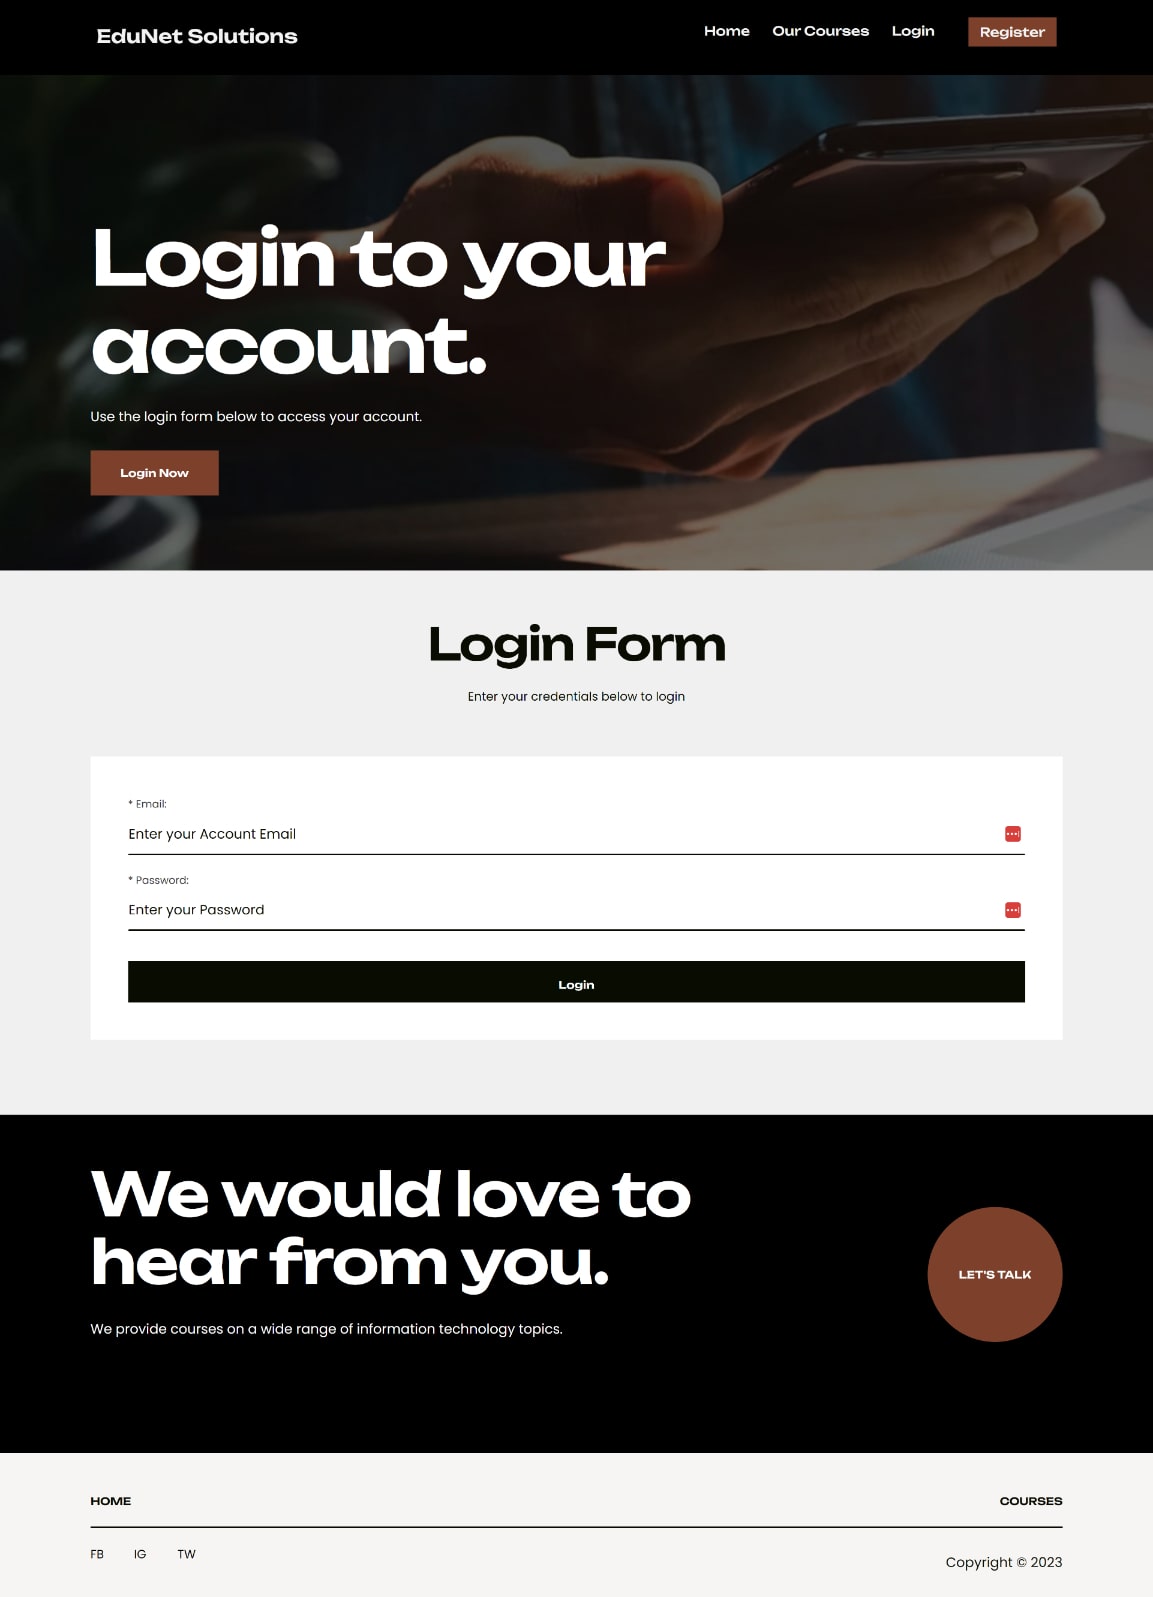 EduNet Solutions
Home Our Courses Login Register
Login to your
account.
Use the login form below to access your account.
Login Now
Login Form
Enter your credentials below to login
* Email:
Enter your Account Email
* Password:
Enter your Password
Login
We would love to
hear from you.
LET'S TALK
We provide courses on a wide range of information technology topics.
HOME COURSES
FB IG TW
Copyright © 2023